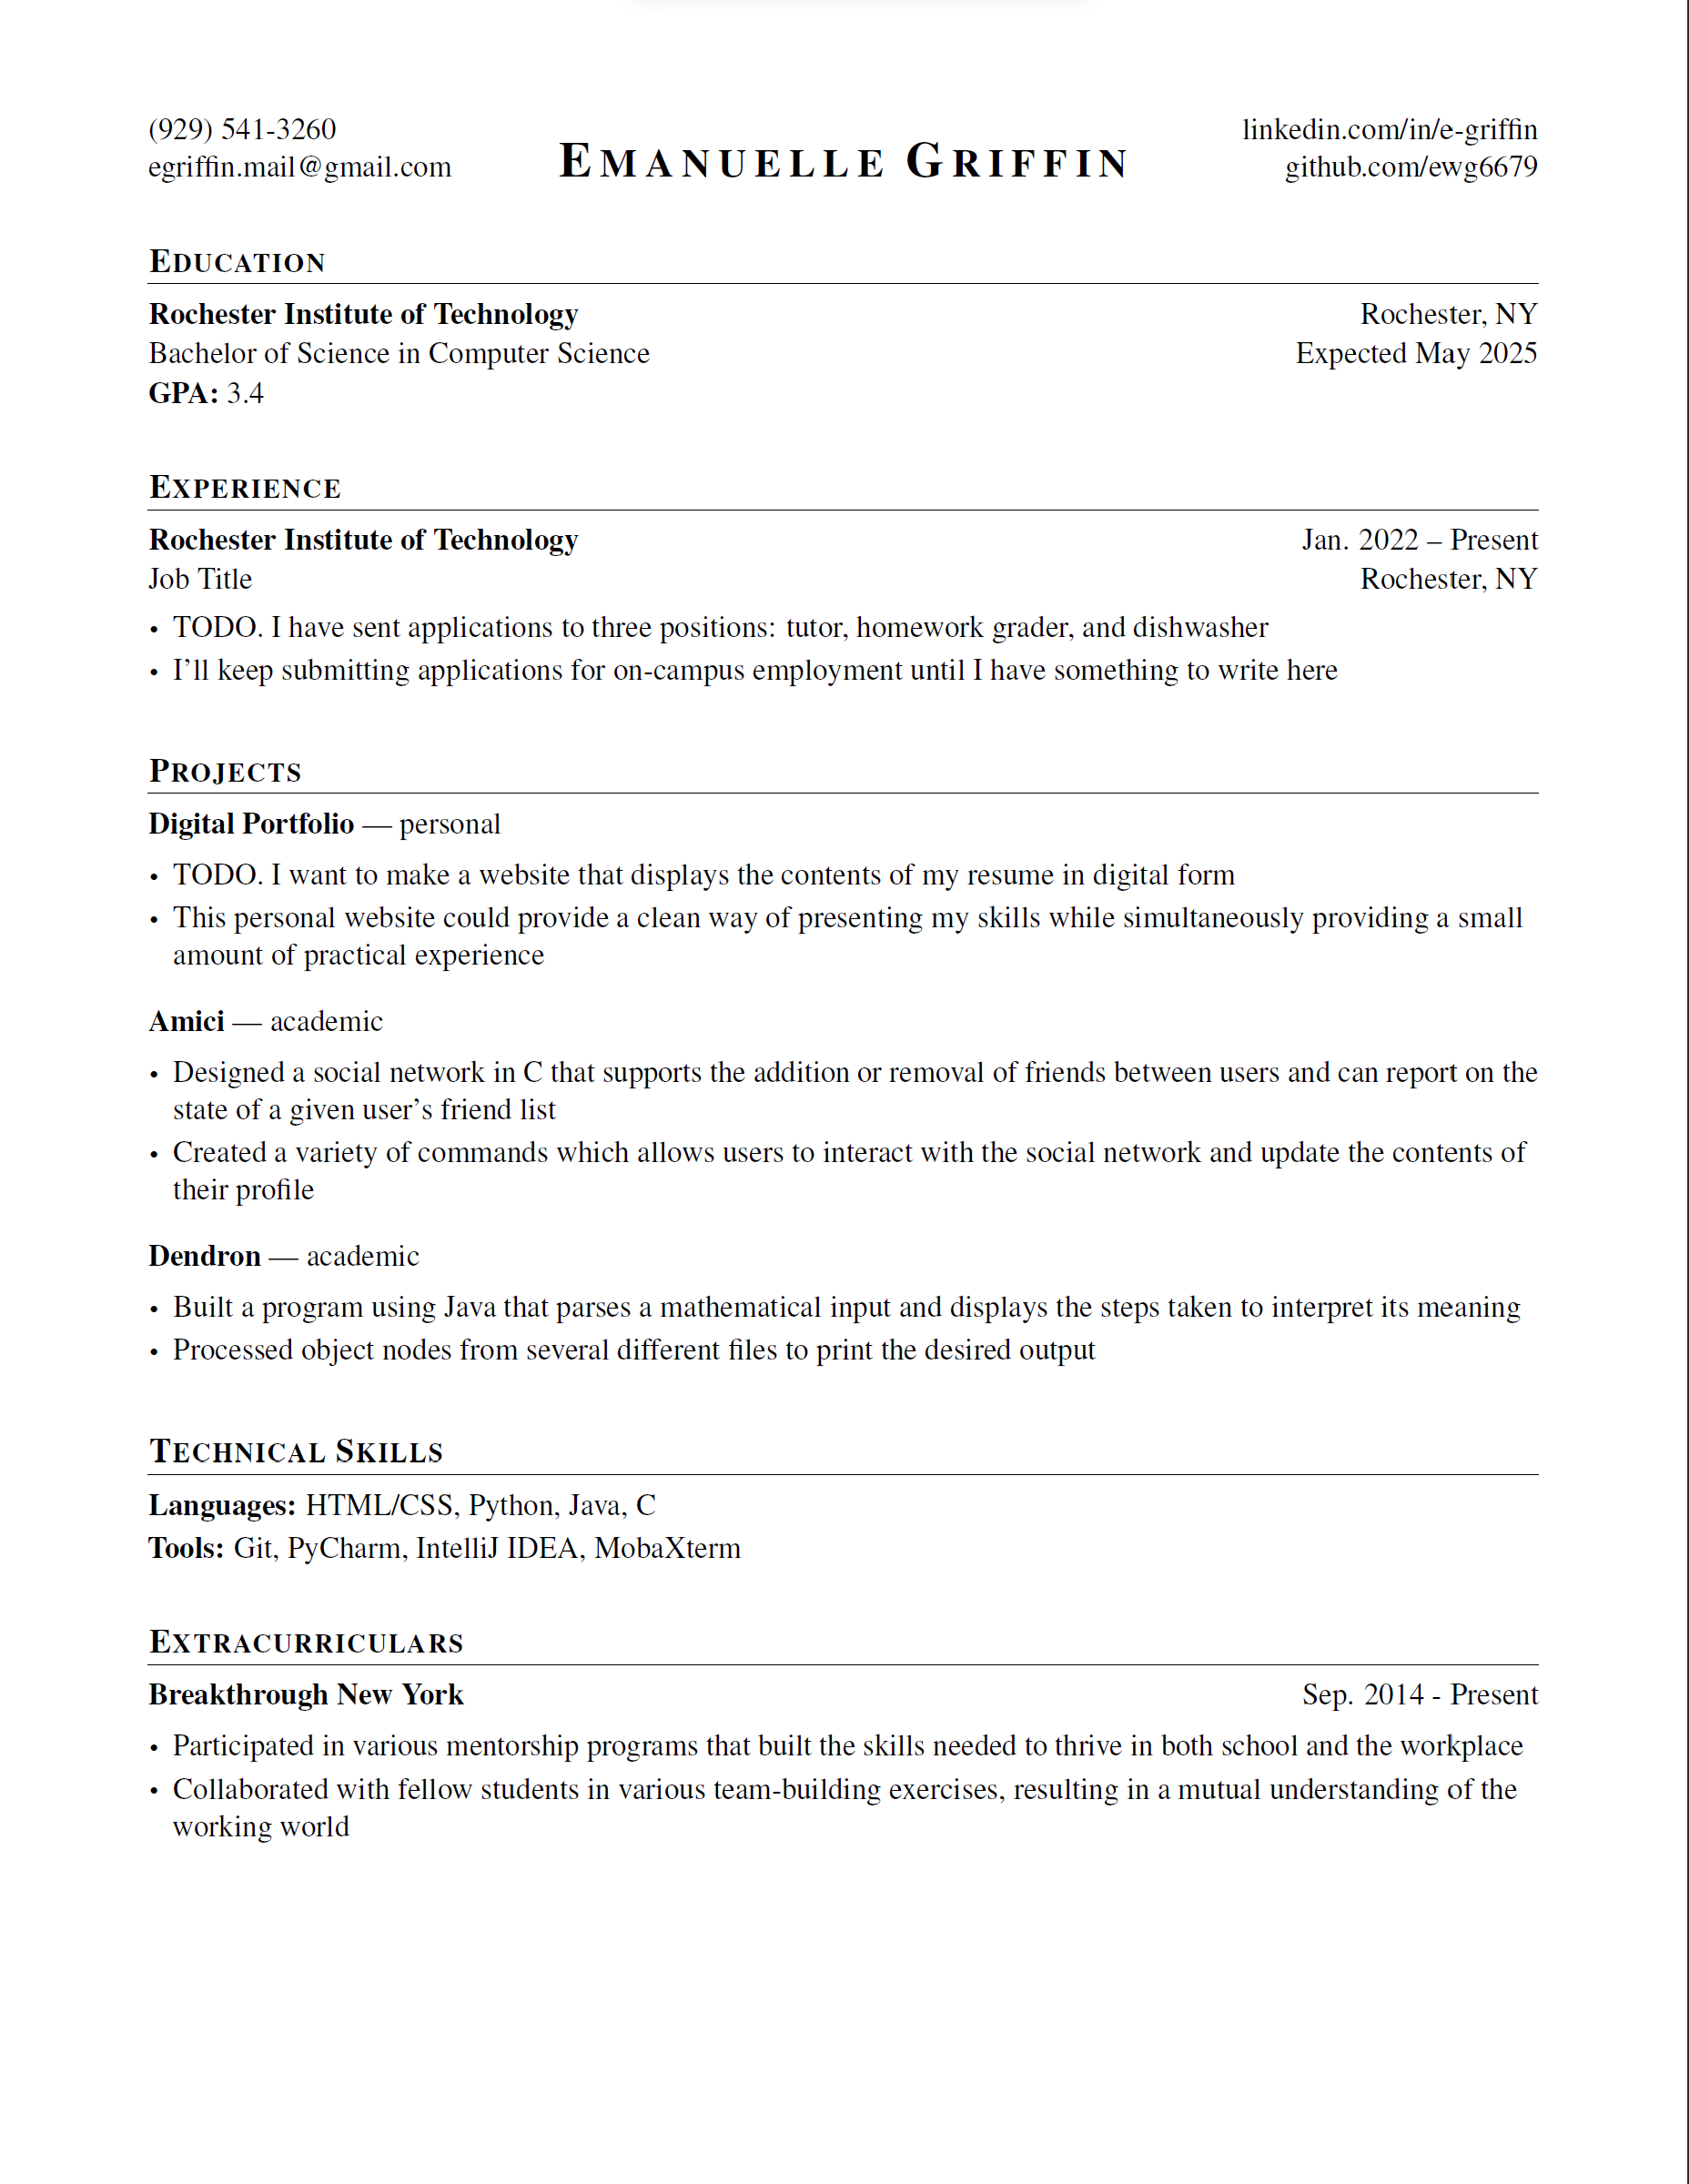 (929) 541-3260
egriffin.mail@gmail.com
EMANUELLE GRIFFIN
linkedin.com/in/e-griffin
github.com/ewg6679
EDUCATION
Rochester Institute of Technology Rochester, NY
Bachelor of Science in Computer Science Expected May 2025
GPA: 3.4
EXPERIENCE
Rochester Institute of Technology Jan. 2022 – Present
Job Title Rochester, NY
• TODO. I have sent applications to three positions: tutor, homework grader, and dishwasher
• I’ll keep submitting applications for on-campus employment until I have something to write here
PROJECTS
Digital Portfolio — personal
• TODO. I want to make a website that displays the contents of my resume in digital form
• This personal website could provide a clean way of presenting my skills while simultaneously providing a small
amount of practical experience
Amici — academic
• Designed a social network in C that supports the addition or removal of friends between users and can report on the
state of a given user’s friend list
• Created a variety of commands which allows users to interact with the social network and update the contents of
their profile
Dendron — academic
• Built a program using Java that parses a mathematical input and displays the steps taken to interpret its meaning
• Processed object nodes from several different files to print the desired output
TECHNICAL SKILLS
Languages: HTML/CSS, Python, Java, C
Tools: Git, PyCharm, IntelliJ IDEA, MobaXterm
EXTRACURRICULARS
Breakthrough New York Sep. 2014 - Present
• Participated in various mentorship programs that built the skills needed to thrive in both school and the workplace
• Collaborated with fellow students in various team-building exercises, resulting in a mutual understanding of the
working world